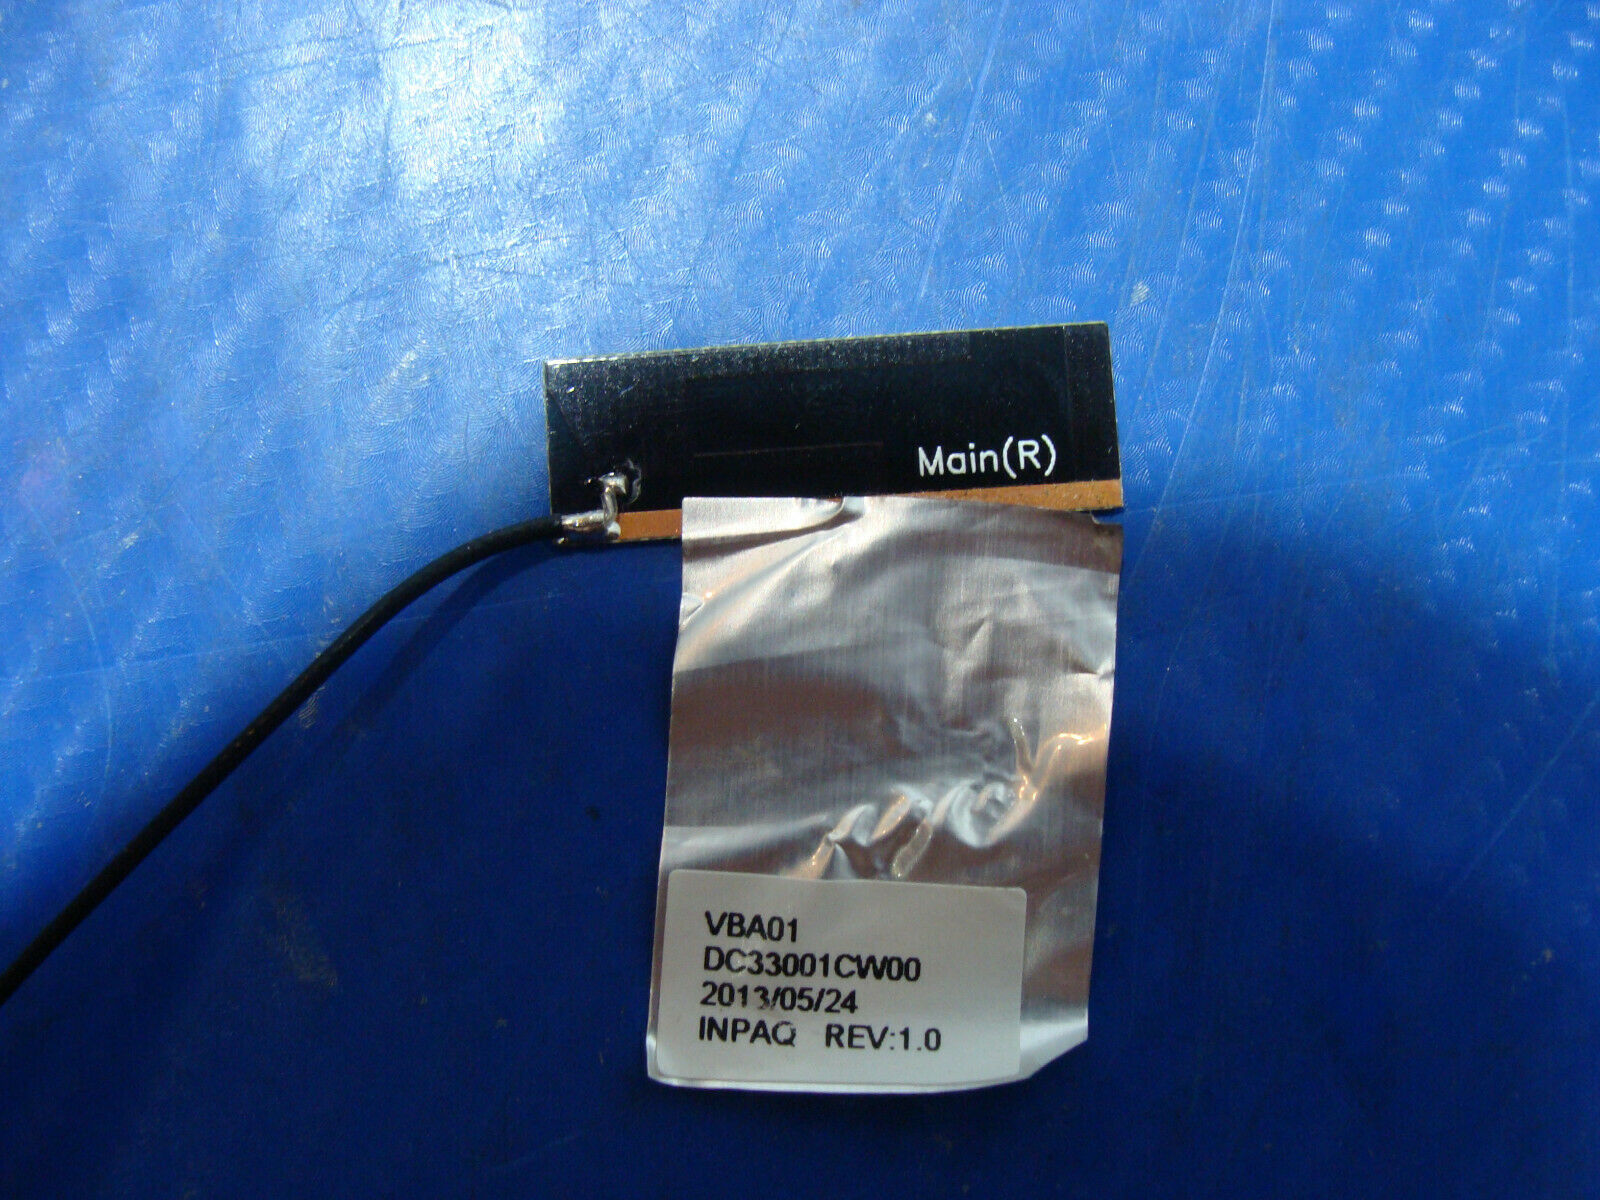 Main(R)
VBA01
DC33001CW00
2013/05/24
INPAQ REV:1.0